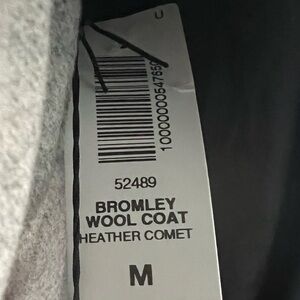 U
52489
BROMLEY
WOOL COAT
HEATHER COMET
M